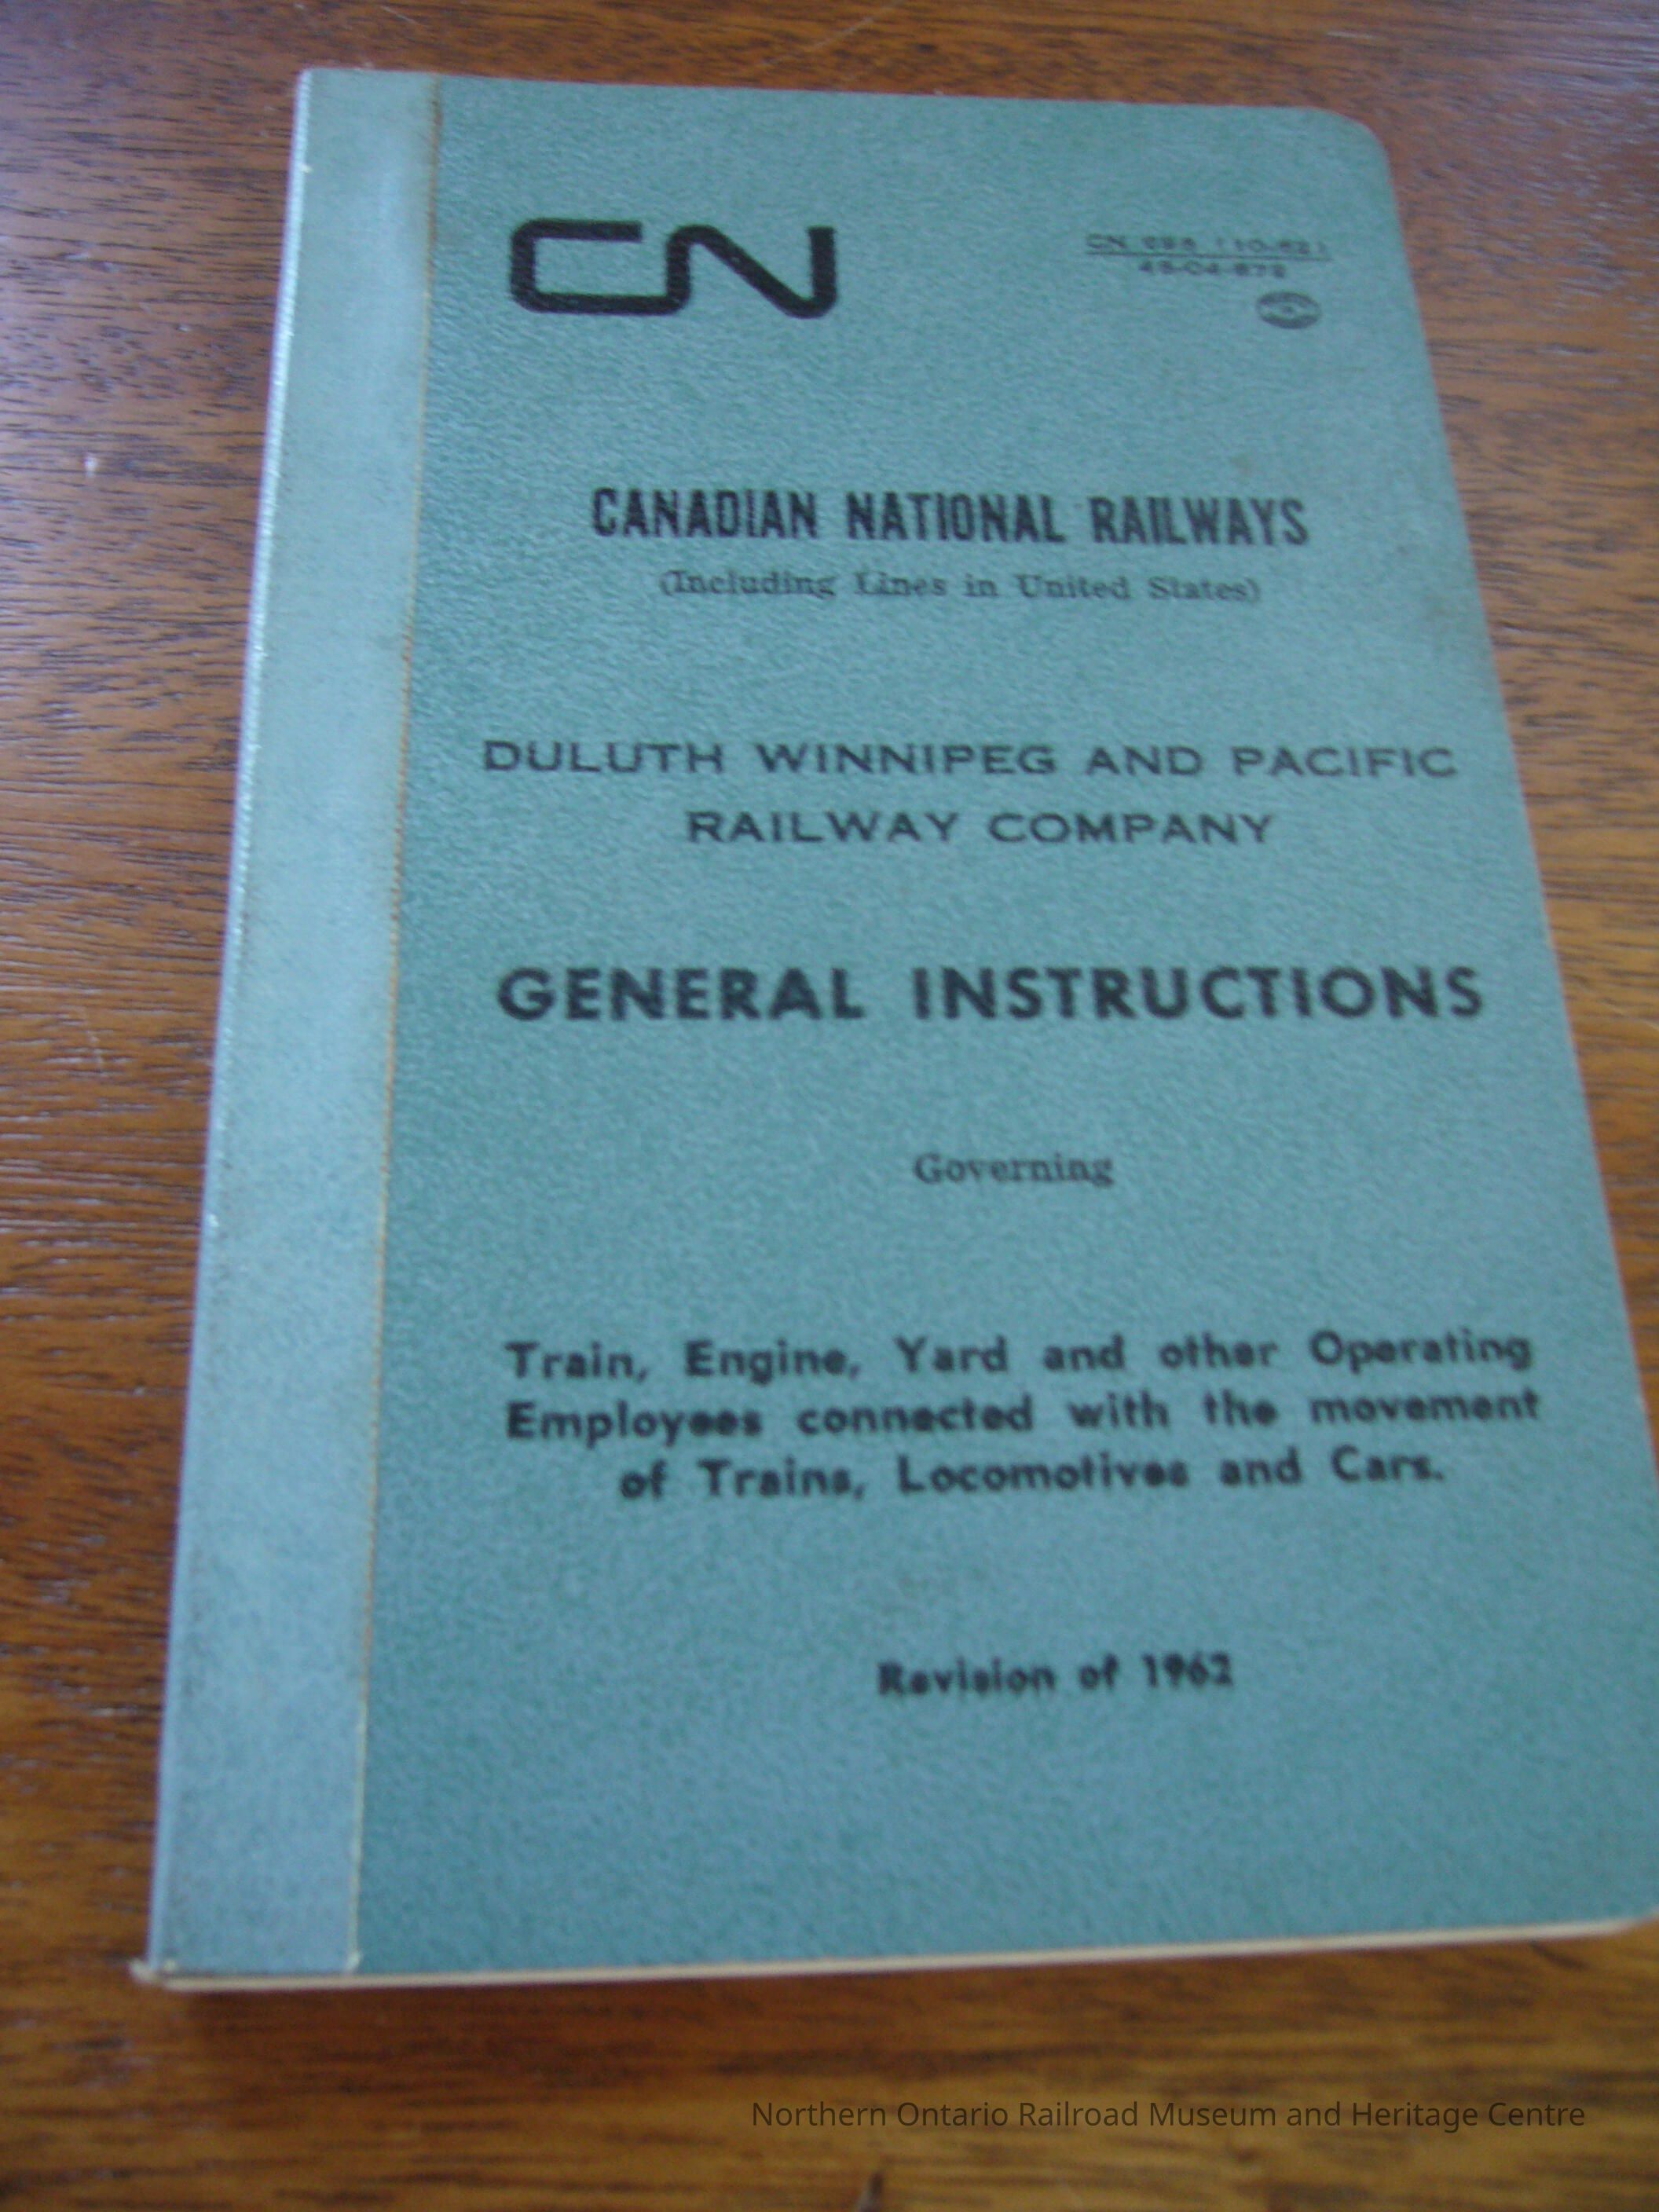 CN
CANADIAN NATIONAL RAILWAYS
(Including Lines in United States)
DULUTH WINNIPEG AND PACIFIC
RAILWAY COMPANY
GENERAL INSTRUCTIONS
Governing
Train, Engine, Yard and other Operating
Employees connected with the movement
of Trains, Locomotives and Cars.
Revision of 1962
Northern Ontario Railroad Museum and Heritage Centre